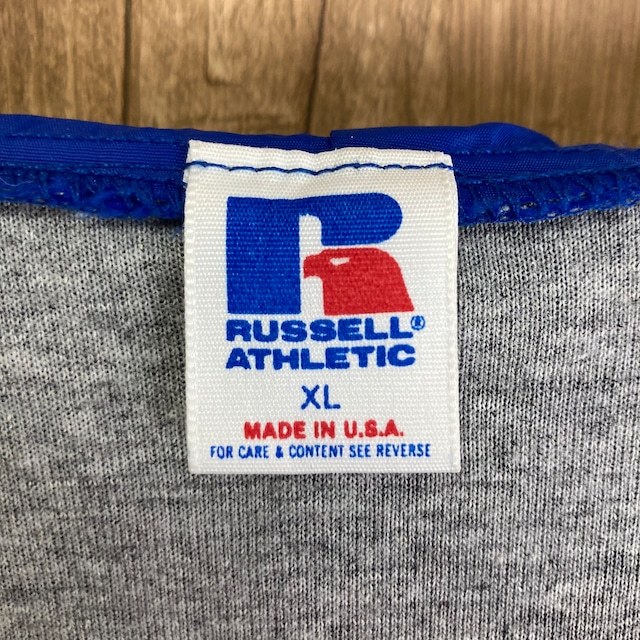 R
RUSSELL®
ATHLETIC
XL
MADE IN U.S.A.
FOR CARE & CONTENT SEE REVERSE